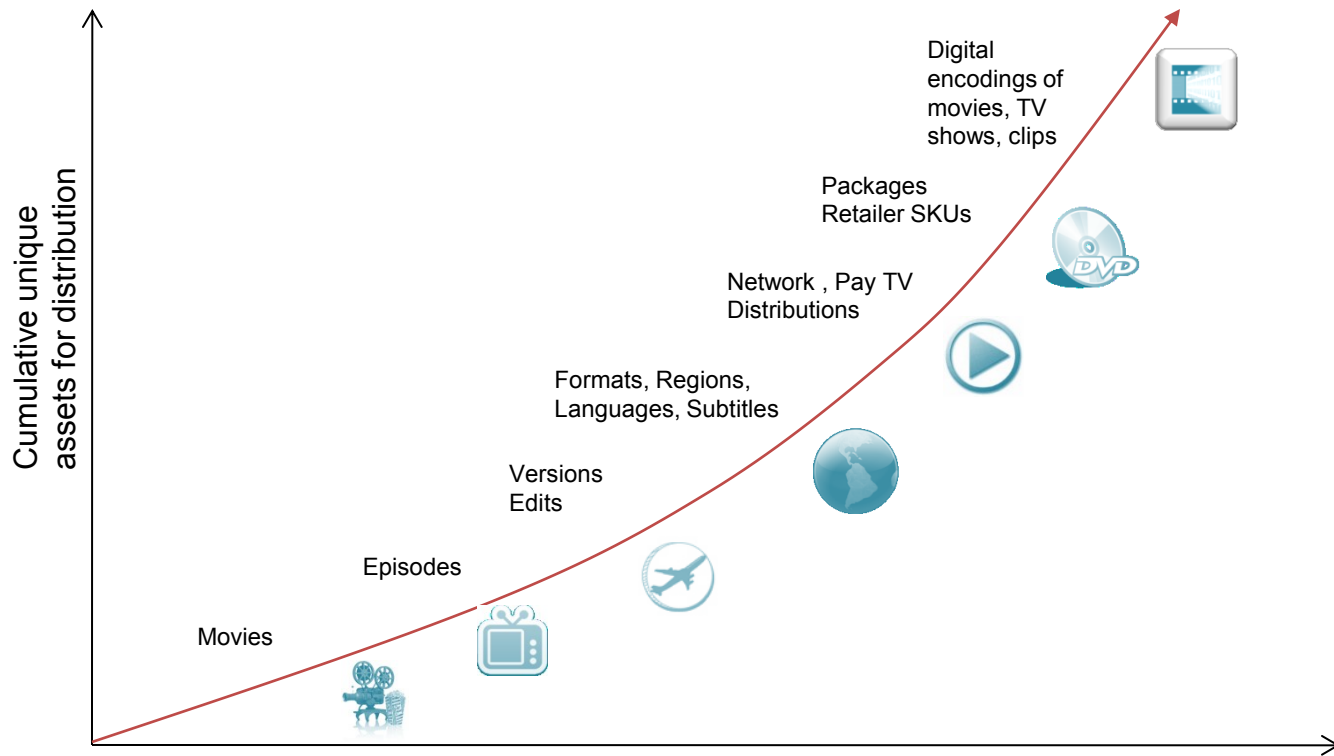 Digital
encodings of
movies, TV
shows, clips
Packages
Retailer SKUs
DVD
Network , Pay TV
Distributions
Formats, Regions,
Languages, Subtitles
Versions
Edits
Episodes
Movies
Cumulative unique
assets for distribution